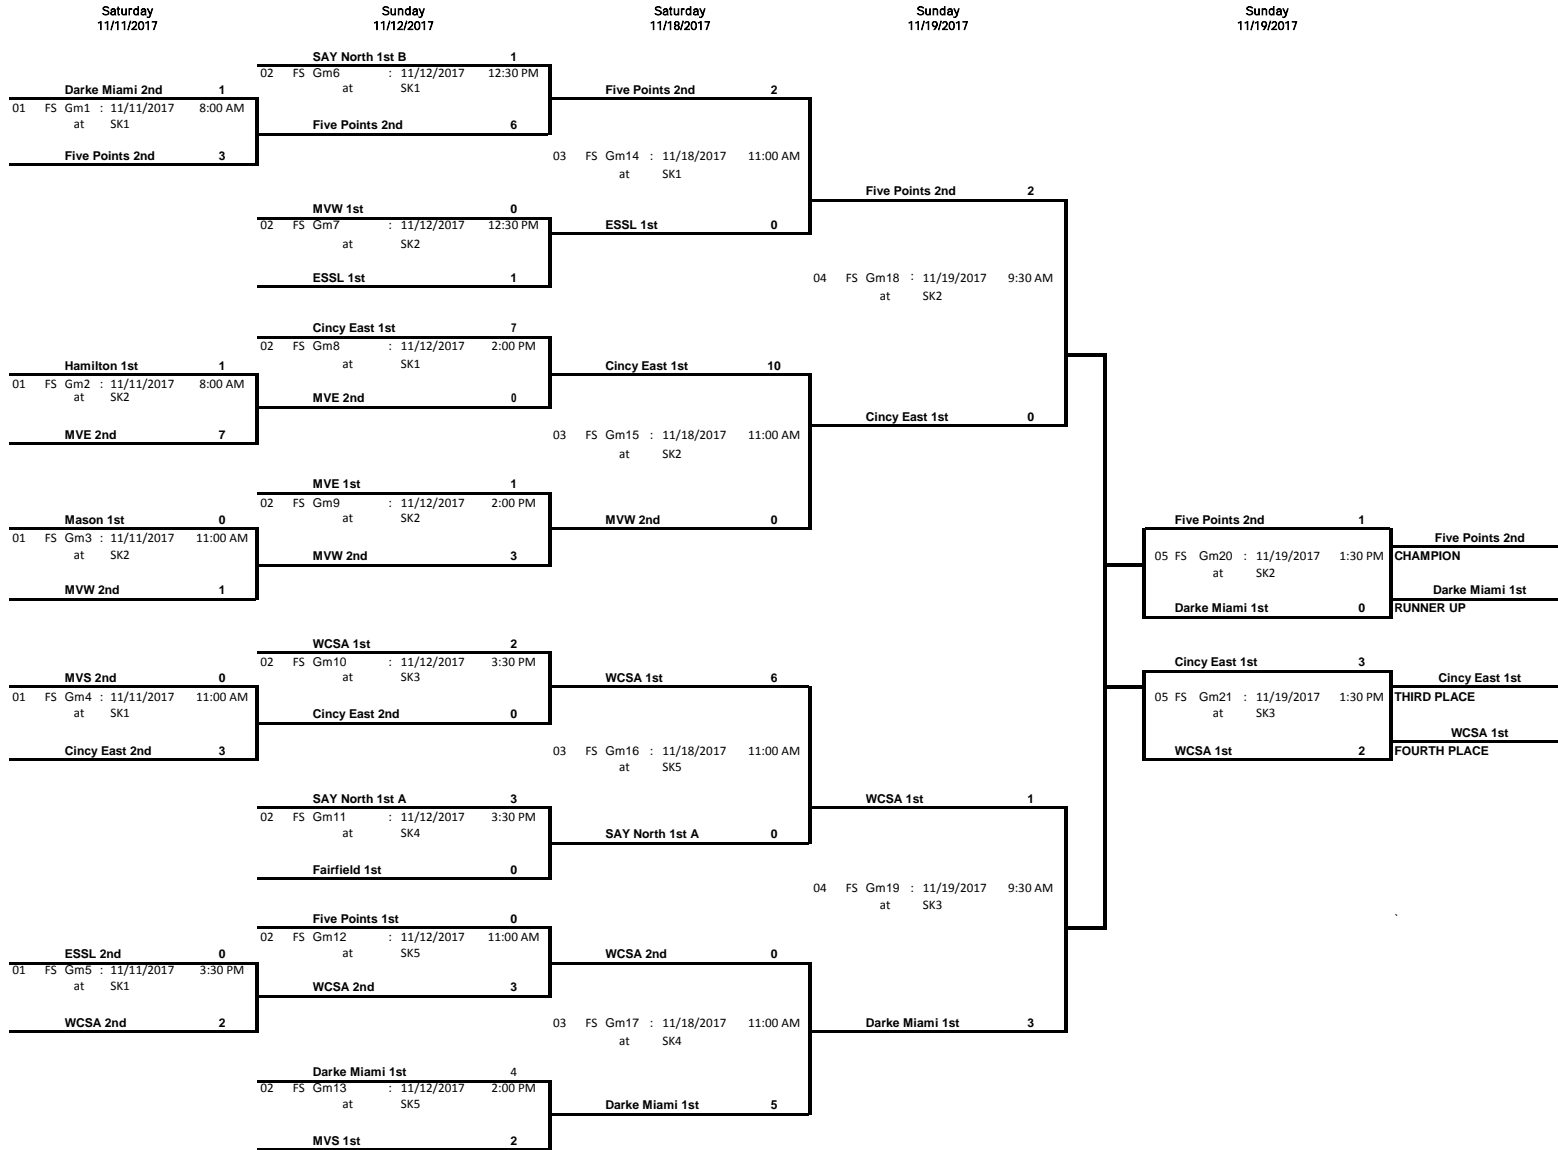 Saturday
11/11/2017
Sunday
11/12/2017
Saturday
11/18/2017
Sunday
11/19/2017
Sunday
11/19/2017
Darke Miami 2nd 1
01 FS Gm1 : 11/11/2017 8:00 AM
at SK1
Five Points 2nd 3
Hamilton 1st 1
01 FS Gm2 : 11/11/2017 8:00 AM
at SK2
MVE 2nd 7
Mason 1st 0
01 FS Gm3 : 11/11/2017 11:00 AM
at SK2
MVW 2nd 1
MVS 2nd 0
01 FS Gm4 : 11/11/2017 11:00 AM
at SK1
Cincy East 2nd 3
ESSL 2nd 0
01 FS Gm5 : 11/11/2017 3:30 PM
at SK1
WCSA 2nd 2
SAY North 1st B 1
02 FS Gm6 : 11/12/2017 12:30 PM
at SK1
Five Points 2nd 6
MVW 1st 0
02 FS Gm7 : 11/12/2017 12:30 PM
at SK2
ESSL 1st 1
Cincy East 1st 7
02 FS Gm8 : 11/12/2017 2:00 PM
at SK1
MVE 2nd 0
MVE 1st 1
02 FS Gm9 : 11/12/2017 2:00 PM
at SK2
MVW 2nd 3
WCSA 1st 2
02 FS Gm10 : 11/12/2017 3:30 PM
at SK3
Cincy East 2nd 0
SAY North 1st A 3
02 FS Gm11 : 11/12/2017 3:30 PM
at SK4
Fairfield 1st 0
Five Points 1st 0
02 FS Gm12 : 11/12/2017 11:00 AM
at SK5
WCSA 2nd 3
Darke Miami 1st 4
02 FS Gm13 : 11/12/2017 2:00 PM
at SK5
MVS 1st 2
Five Points 2nd 2
03 FS Gm14 : 11/18/2017 11:00 AM
at SK1
ESSL 1st 0
Cincy East 1st 10
03 FS Gm15 : 11/18/2017 11:00 AM
at SK2
MVW 2nd 0
WCSA 1st 6
03 FS Gm16 : 11/18/2017 11:00 AM
at SK5
SAY North 1st A 0
WCSA 2nd 0
03 FS Gm17 : 11/18/2017 11:00 AM
at SK4
Darke Miami 1st 5
Five Points 2nd 2
04 FS Gm18 : 11/19/2017 9:30 AM
at SK2
Cincy East 1st 0
WCSA 1st 1
04 FS Gm19 : 11/19/2017 9:30 AM
at SK3
Darke Miami 1st 3
Five Points 2nd 1
05 FS Gm20 : 11/19/2017 1:30 PM
at SK2
Darke Miami 1st 0
Cincy East 1st 3
05 FS Gm21 : 11/19/2017 1:30 PM
at SK3
WCSA 1st 2
Five Points 2nd
CHAMPION
Darke Miami 1st
RUNNER UP
Cincy East 1st
THIRD PLACE
WCSA 1st
FOURTH PLACE
`